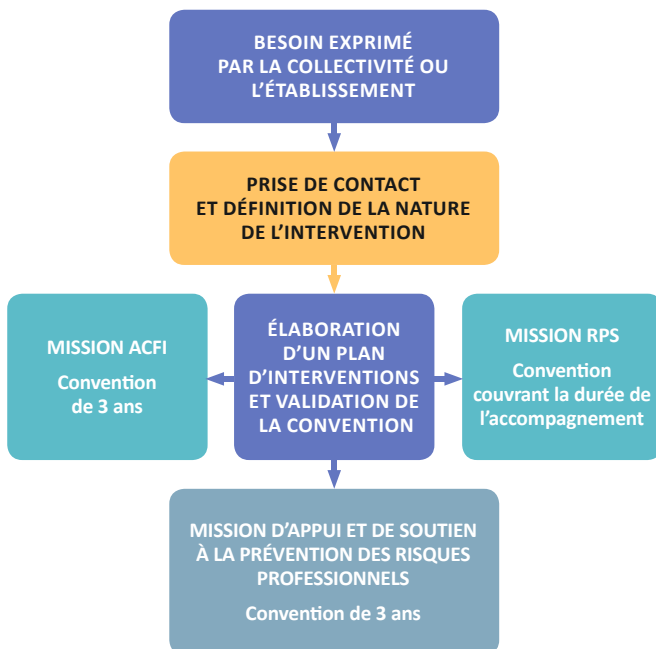 BESOIN EXPRIMÉ
PAR LA COLLECTIVITÉ OU
L’ÉTABLISSEMENT
PRISE DE CONTACT
ET DÉFINITION DE LA NATURE
DE L’INTERVENTION
MISSION ACFI
Convention
de 3 ans
ÉLABORATION
D’UN PLAN
D’INTERVENTIONS
ET VALIDATION DE
LA CONVENTION
MISSION RPS
Convention
couvrant la durée de
l’accompagnement
MISSION D’APPUI ET DE SOUTIEN
À LA PRÉVENTION DES RISQUES
PROFESSIONNELS
Convention de 3 ans